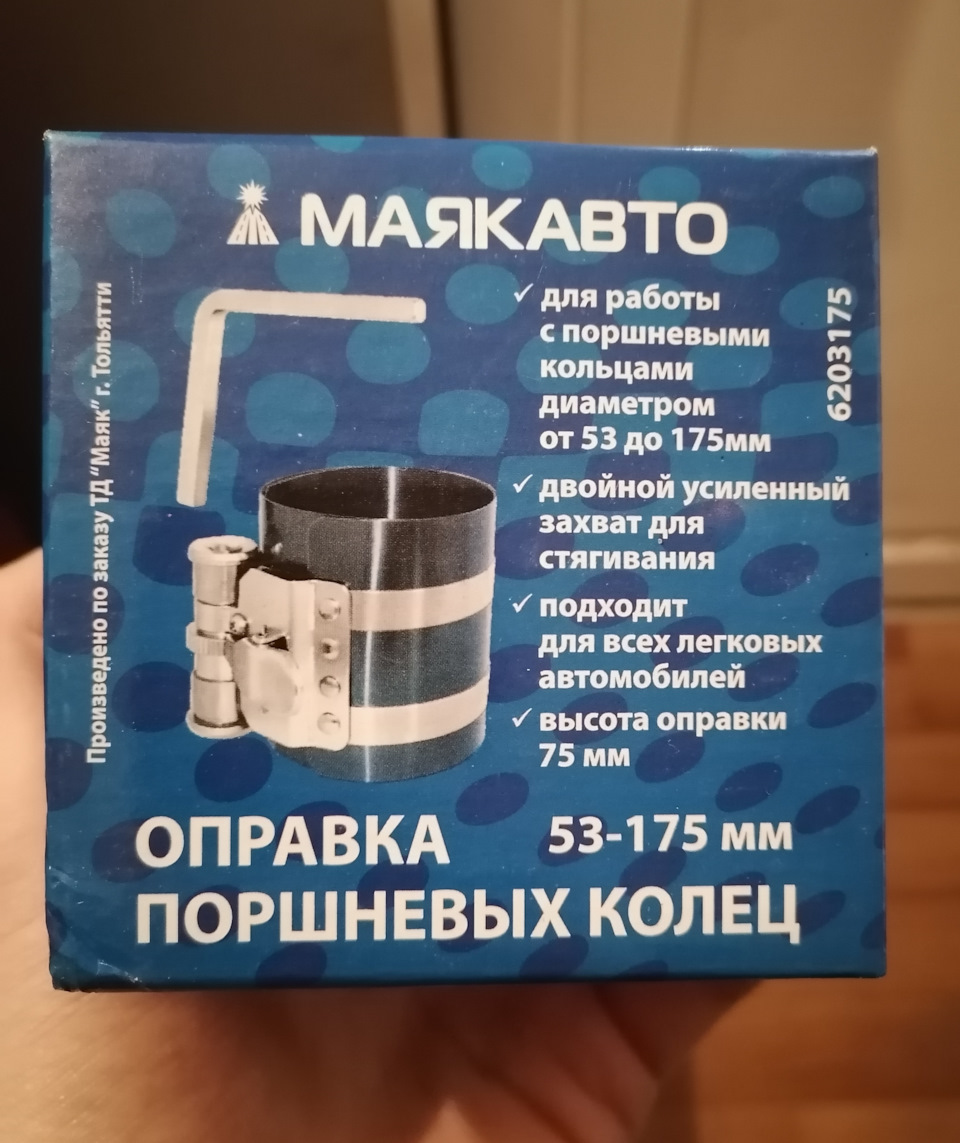 МАЯКАВТО
✓ для работы
с поршневыми
кольцами
диаметром
от 53 до 175мм
✓ двойной усиленный
захват для
стягивания
✓ подходит
для всех легковых
автомобилей
✓ высота оправки
75 мм
6203175
Произведено по заказу ТД “Маяк” г. Тольятти
ОПРАВКА 53-175 мм
ПОРШНЕВЫХ КОЛЕЦ